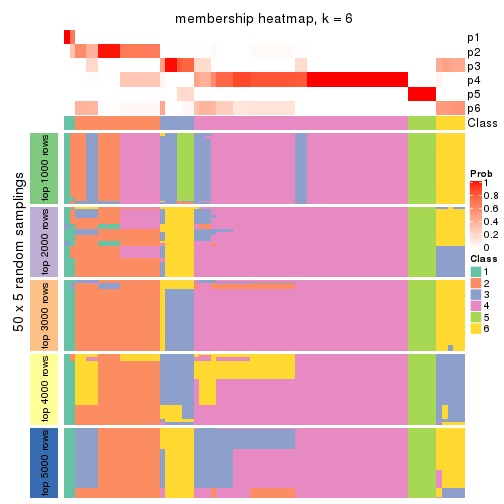 membership heatmap, k = 6
p1
p2
p3
p4
p5
p6
Class
50 x 5 random samplings
top 1000 rows
top 2000 rows
top 3000 rows
top 4000 rows
top 5000 rows
Prob
1
0.8
0.6
0.4
0.2
0
Class
1
2
3
4
5
6